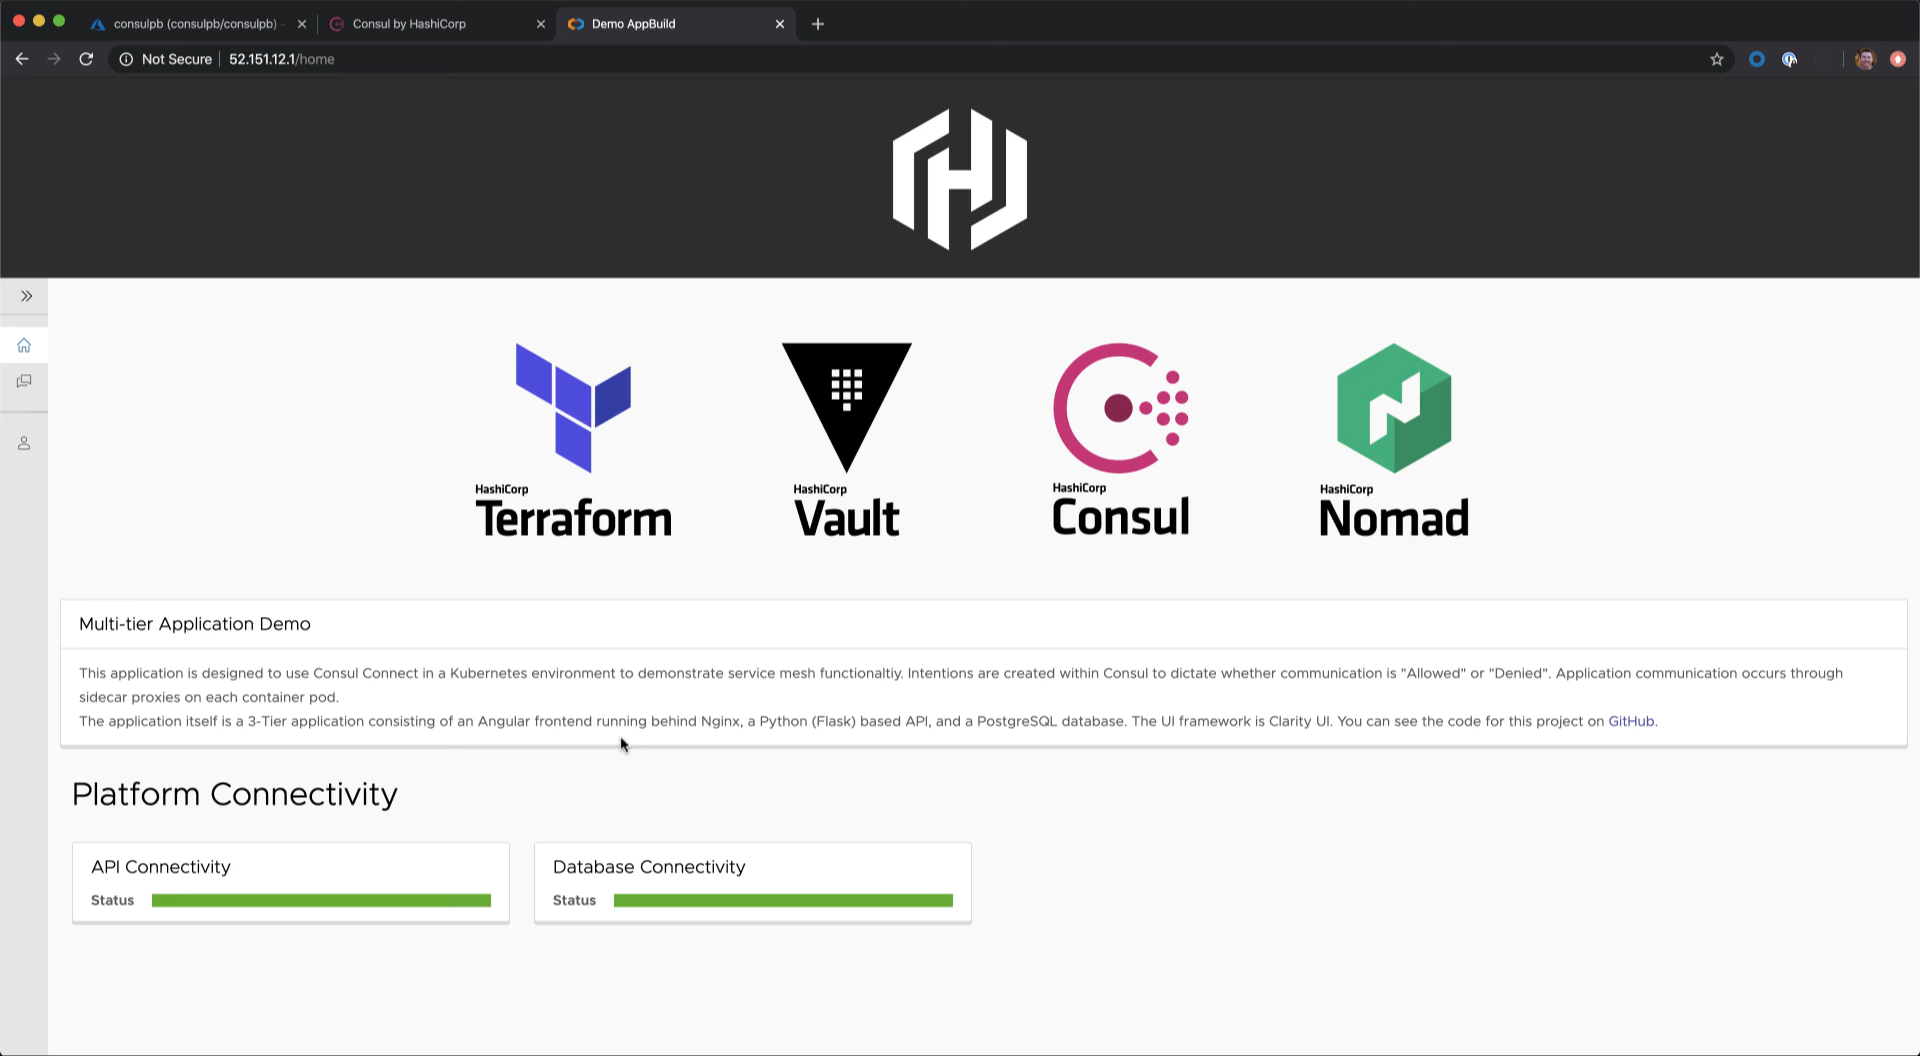 consulpb (consulpb/consulpb) -
Consul by HashiCorp
Demo AppBuild
Not Secure
52.151.12.1/home
HashiCorp
Terraform
HashiCorp
Vault
HashiCorp
Consul
HashiCorp
Nomad
Multi-tier Application Demo
This application is designed to use Consul Connect in a Kubernetes environment to demonstrate service mesh functionaltiy. Intentions are created within Consul to dictate whether communication is "Allowed" or "Denied". Application communication occurs through
sidecar proxies on each container pod.
The application itself is a 3-Tier application consisting of an Angular frontend running behind Nginx, a Python (Flask) based API, and a PostgreSQL database. The UI framework is Clarity UI. You can see the code for this project on GitHub.
Platform Connectivity
API Connectivity
Status
Database Connectivity
Status